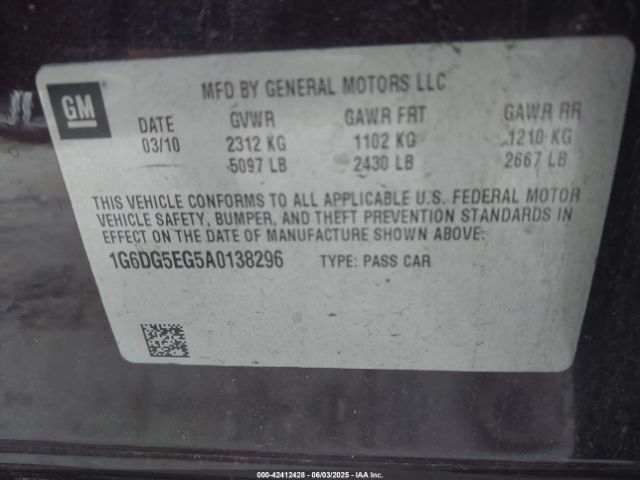 GM
MFD BY GENERAL MOTORS LLC
DATE GVWR GAWR FRT GAWR RR
03/10 2312 KG 1102 KG 1210 KG
5097 LB 2430 LB 2667 LB
THIS VEHICLE CONFORMS TO ALL APPLICABLE U.S. FEDERAL MOTOR
VEHICLE SAFETY, BUMPER, AND THEFT PREVENTION STANDARDS IN
EFFECT ON THE DATE OF MANUFACTURE SHOWN ABOVE:
1G6DG5EG5A0138296 TYPE: PASS CAR
000-42412428 - 06/03/2025 - IAA Inc.